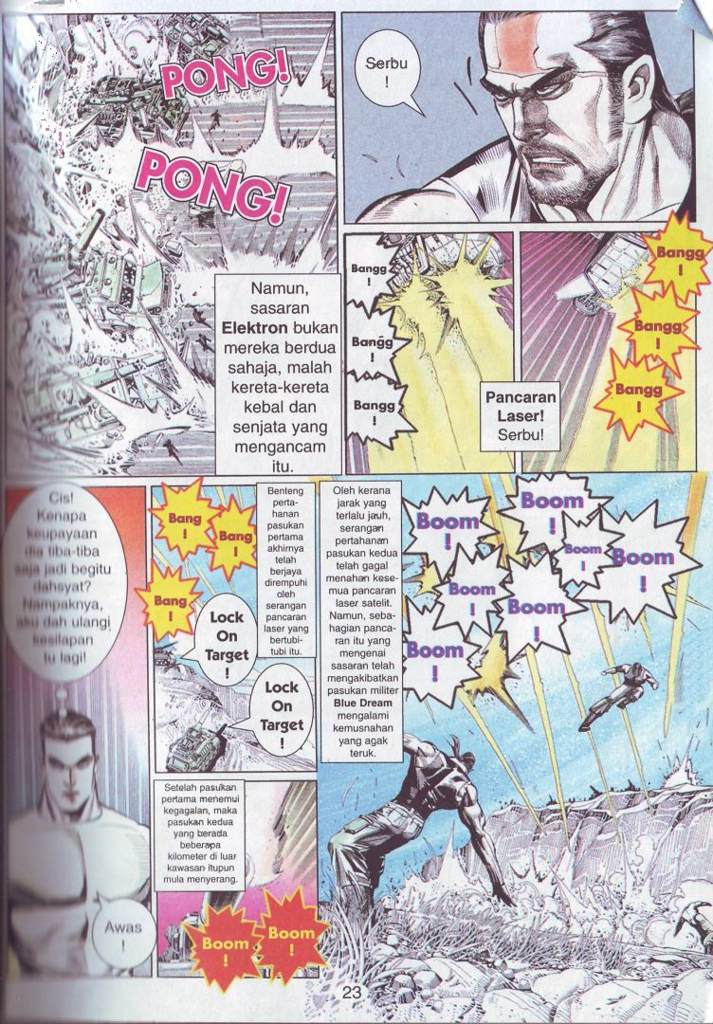 PONG!
PONG!
Namun,
sasaran
Elektron bukan
mereka berdua
sahaja, malah
kereta-kereta
kebal dan
senjata yang
mengancam
itu.
Serbu
!
Bangg
!
Bangg
!
Bangg
!
Bangg
!
Bangg
!
Bangg
!
Pancaran
Laser!
Serbu!
Cis!
Kenapa
keupayaan
dia tiba-tiba
saja jadi begitu
dahsyat?
Nampaknya,
aku dah ulangi
kesilapan
tu lagi!
Awas
!
Bang
!
Bang
!
Bang
!
Benteng
perta-
hanan
pasukan
pertama
akhirnya
telah
berjaya
dirempuhi
oleh
serangan
pancaran
laser yang
bertubi-
tubi itu.
Lock
On
Target
!
Lock
On
Target
!
Setelah pasukan
pertama menemui
kegagalan, maka
pasukan kedua
yang berada
beberapa
kilometer di luar
kawasan itupun
mula menyerang.
Boom
!
Boom
!
Oleh kerana
jarak yang
terlalu jauh,
serangan
pertahanan
pasukan kedua
telah gagal
menahan kese-
mua pancaran
laser satelit.
Namun, seba-
hagian panca-
ran itu yang
mengenai
sasaran telah
mengakibatkan
pasukan militer
Blue Dream
mengalami
kemusnahan
yang agak
teruk.
Boom
!
Boom
!
Boom
!
Boom
!
Boom
!
Boom
!
Boom
!
23